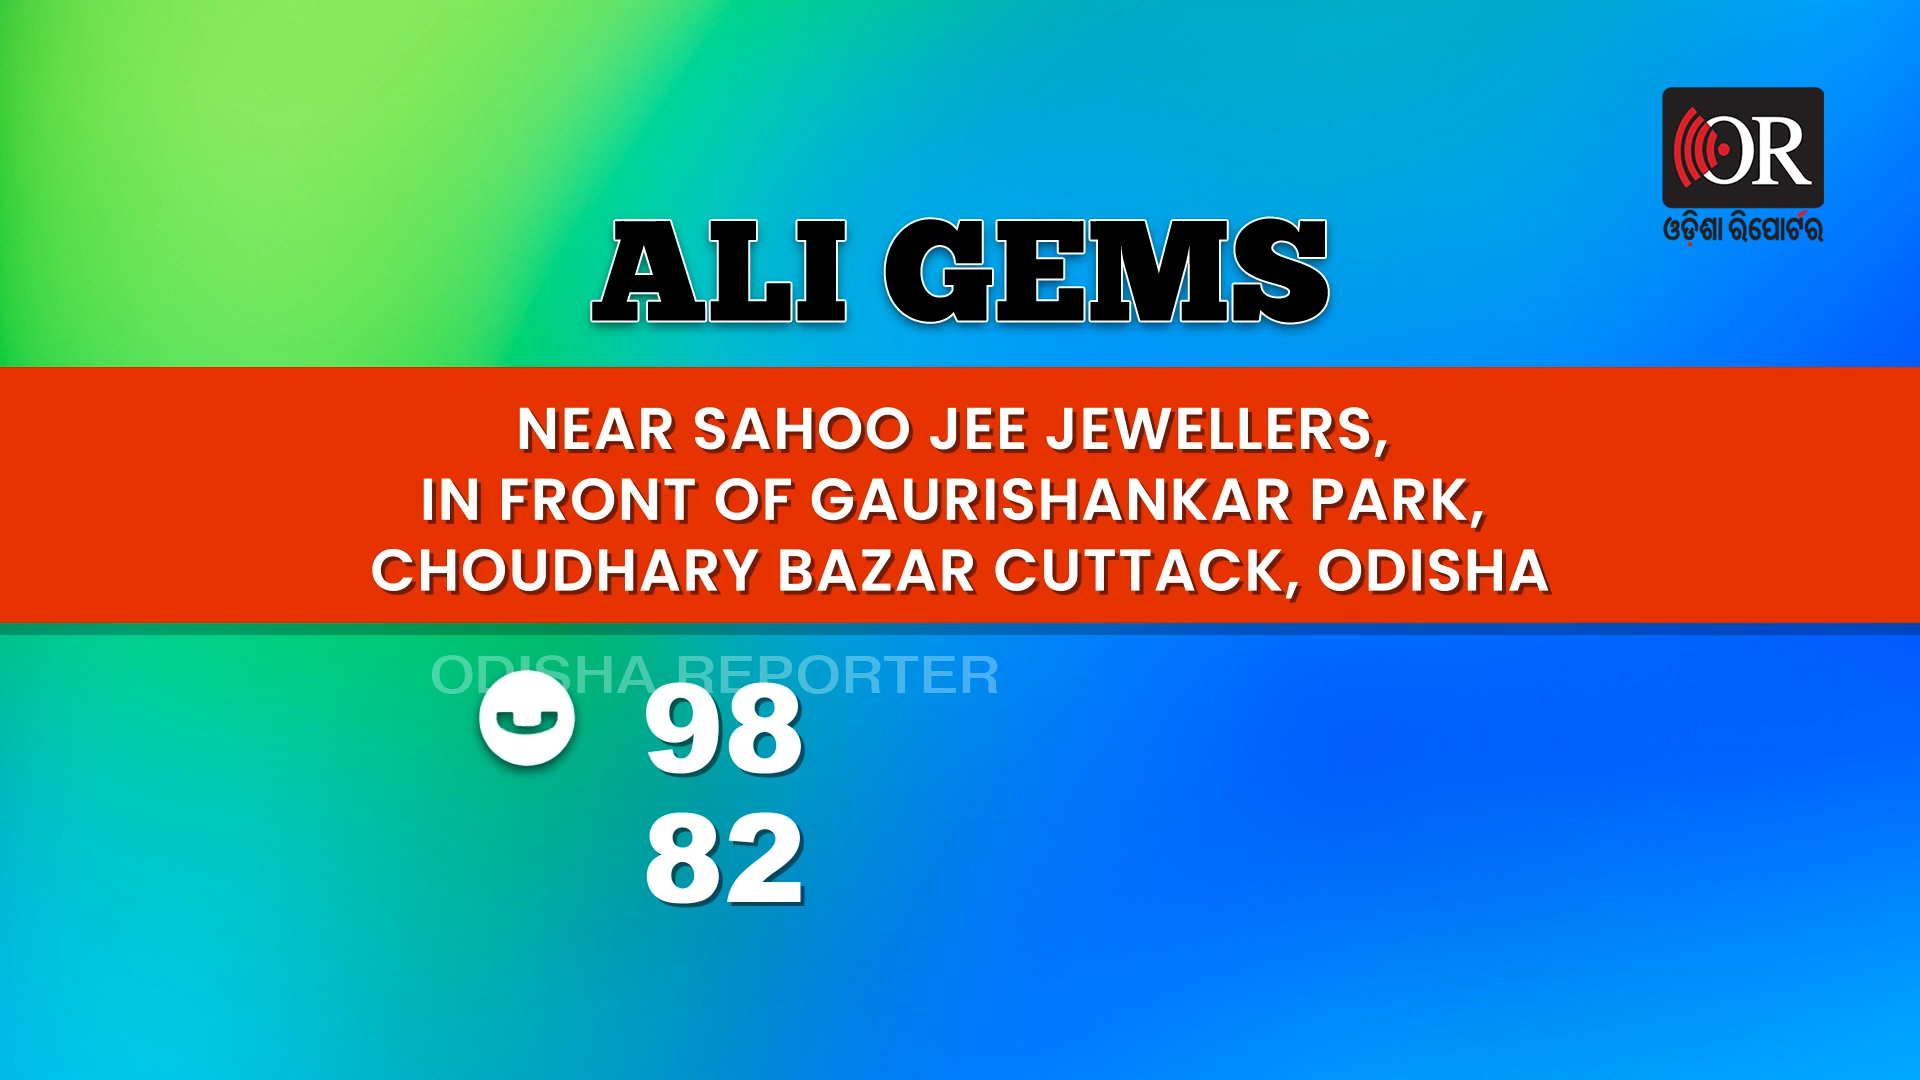 OR
ଓଡ଼ିଶା ରିପୋର୍ଟର
ALI GEMS
NEAR SAHOO JEE JEWELLERS,
IN FRONT OF GAURISHANKAR PARK,
CHOUDHARY BAZAR CUTTACK, ODISHA
ODISHA REPORTER
98
82